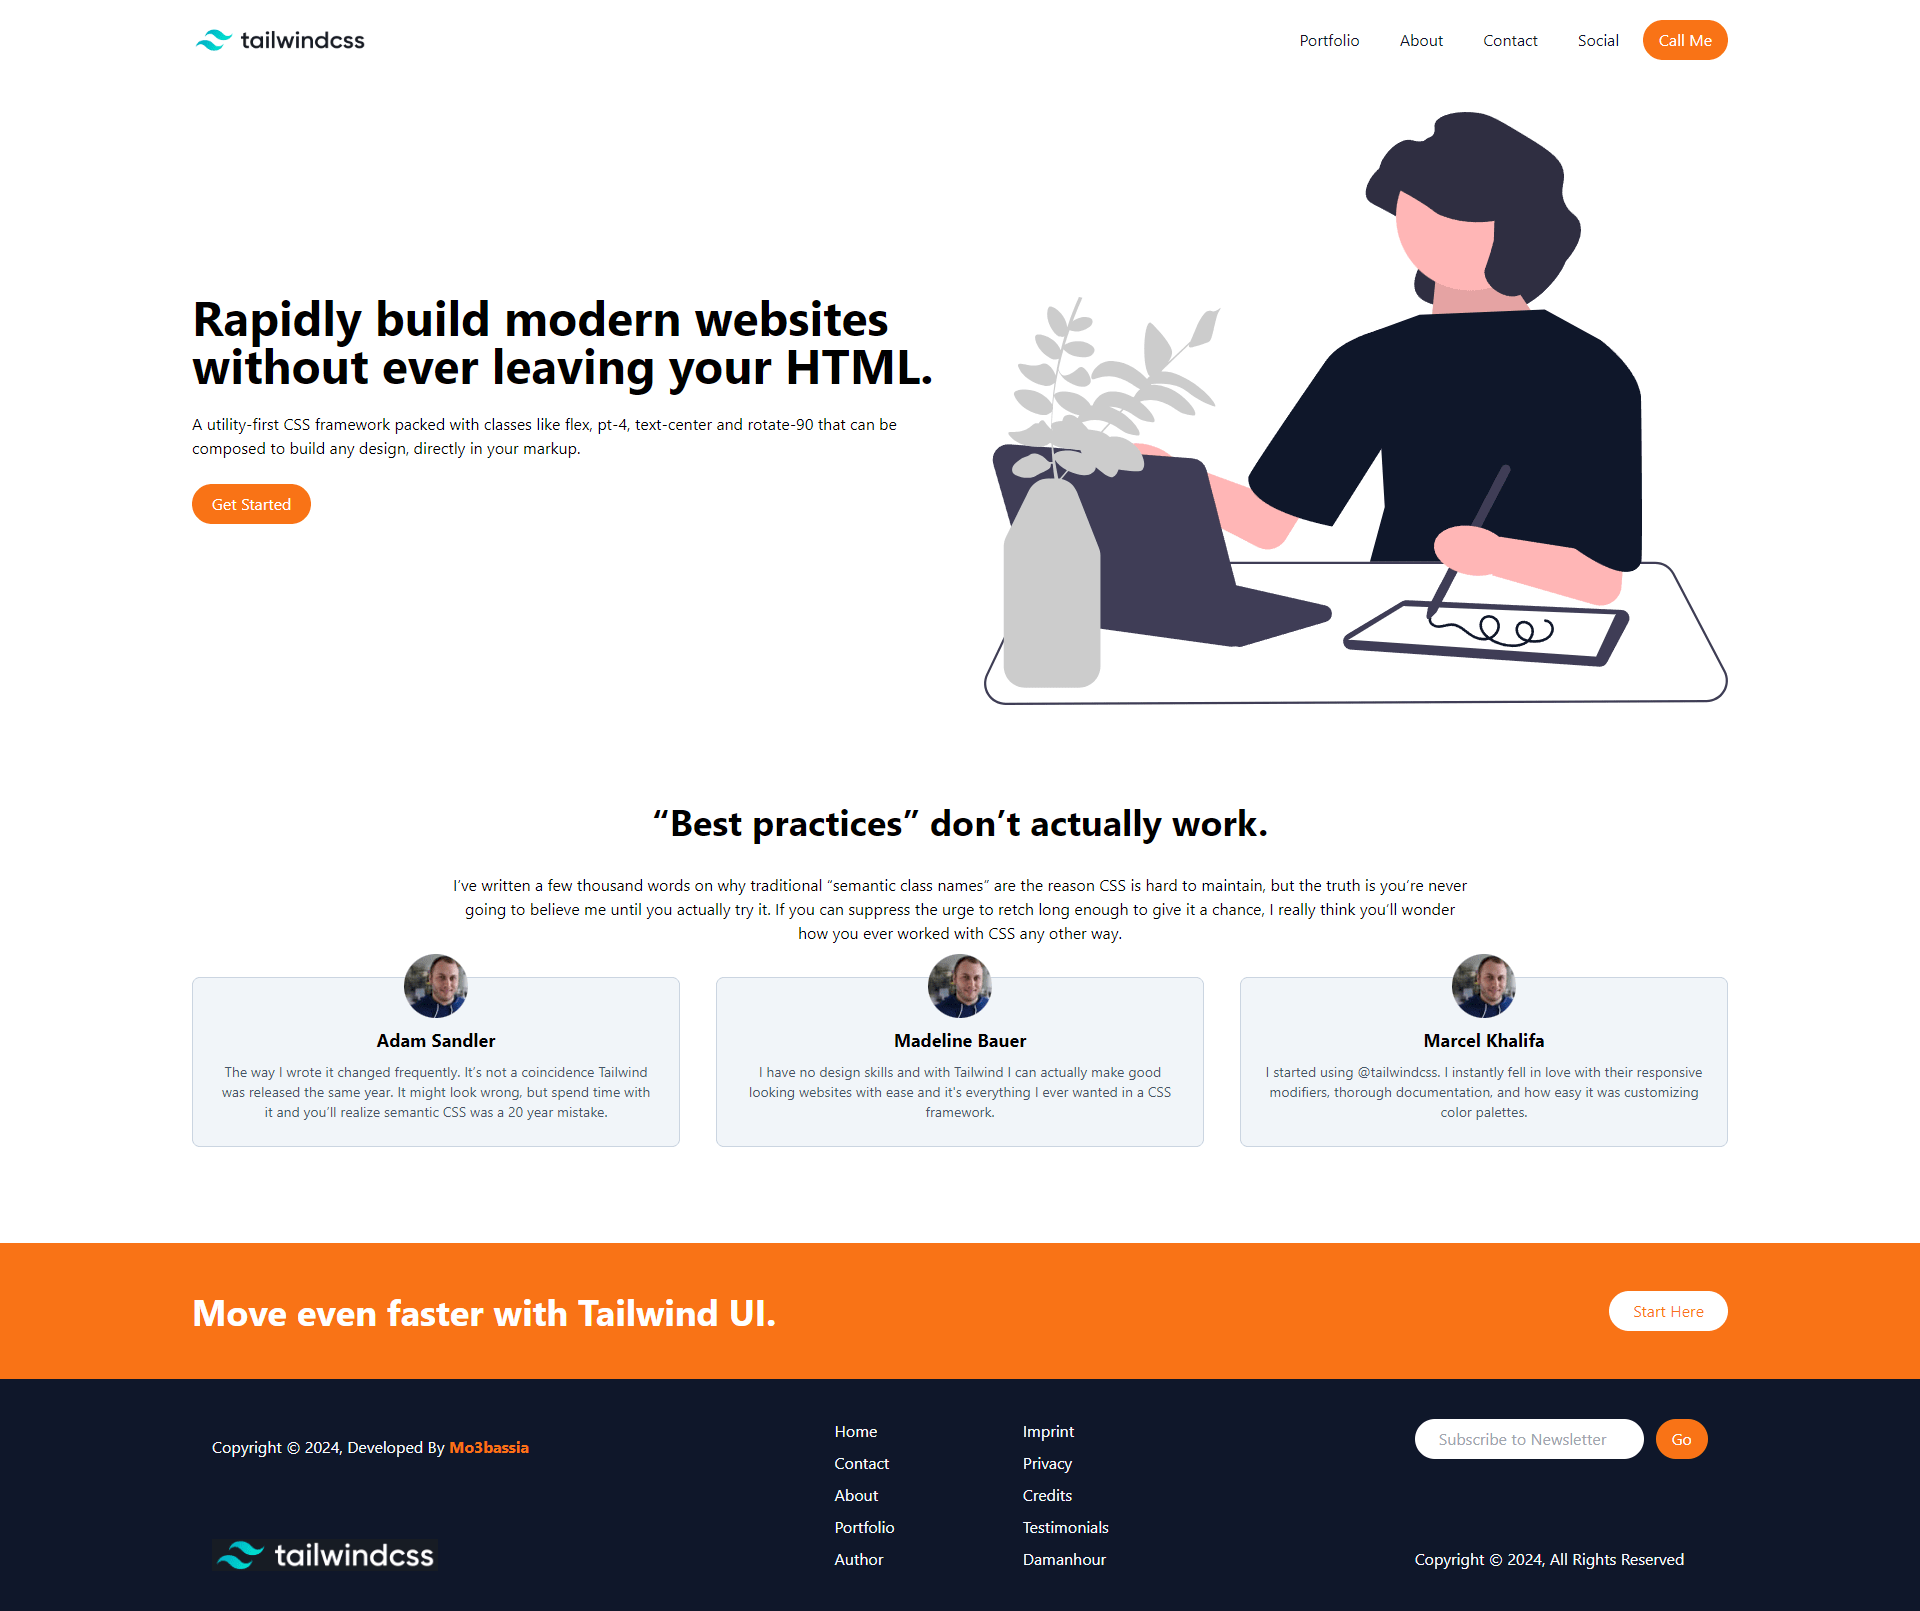 tailwindcss
Portfolio About Contact Social Call Me
Rapidly build modern websites
without ever leaving your HTML.
A utility-first CSS framework packed with classes like flex, pt-4, text-center and rotate-90 that can be
composed to build any design, directly in your markup.
Get Started
“Best practices” don’t actually work.
I’ve written a few thousand words on why traditional “semantic class names” are the reason CSS is hard to maintain, but the truth is you’re never
going to believe me until you actually try it. If you can suppress the urge to retch long enough to give it a chance, I really think you’ll wonder
how you ever worked with CSS any other way.
Adam Sandler
The way I wrote it changed frequently. It’s not a coincidence Tailwind
was released the same year. It might look wrong, but spend time with
it and you’ll realize semantic CSS was a 20 year mistake.
Madeline Bauer
I have no design skills and with Tailwind I can actually make good
looking websites with ease and it's everything I ever wanted in a CSS
framework.
Marcel Khalifa
I started using @tailwindcss. I instantly fell in love with their responsive
modifiers, thorough documentation, and how easy it was customizing
color palettes.
Move even faster with Tailwind UI.
Start Here
Copyright © 2024, Developed By Mo3bassia
tailwindcss
Home
Contact
About
Portfolio
Author
Imprint
Privacy
Credits
Testimonials
Damanhour
Subscribe to Newsletter Go
Copyright © 2024, All Rights Reserved